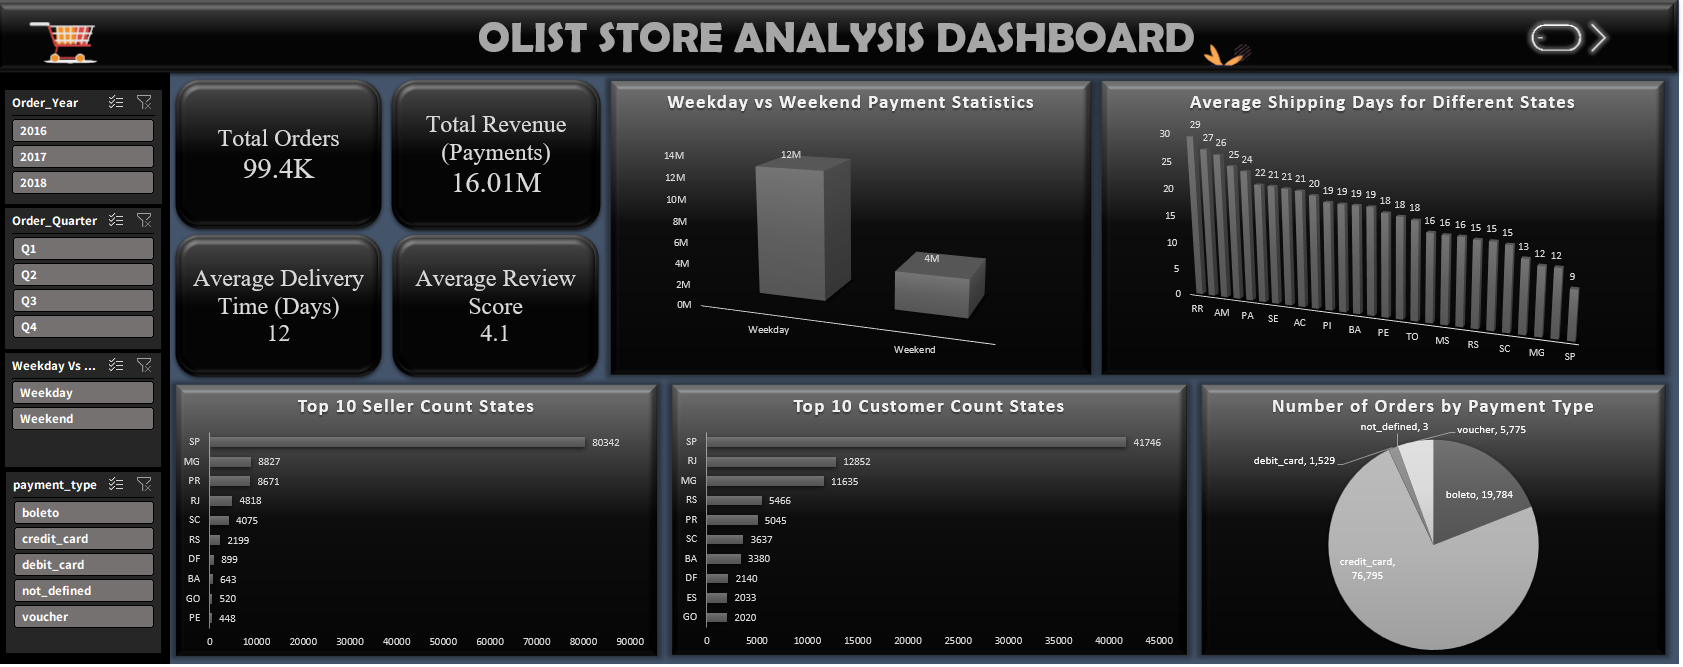 OLIST STORE ANALYSIS DASHBOARD
Order_Year
2016
2017
2018
Order_Quarter
Q1
Q2
Q3
Q4
Weekday Vs ...
Weekday
Weekend
payment_type
boleto
credit_card
debit_card
not_defined
voucher
Total Orders
99.4K
Total Revenue
(Payments)
16.01M
Average Delivery
Time (Days)
12
Average Review
Score
4.1
Weekday vs Weekend Payment Statistics
14M
12M
10M
8M
6M
4M
2M
0M
12M
4M
Weekday
Weekend
Average Shipping Days for Different States
30
25
20
15
10
5
0
29 27 26 25 24 22 21 21 21 20 19 19 19 19 18 18 18 16 16 16 15 15 15 13 12 12 9
RR AM PA SE AC PI BA PE TO MS RS SC MG SP
Top 10 Seller Count States
SP 80342
MG 8827
PR 8671
RJ 4818
SC 4075
RS 2199
DF 899
BA 643
GO 520
PE 448
0 10000 20000 30000 40000 50000 60000 70000 80000 90000
Top 10 Customer Count States
SP 41746
RJ 12852
MG 11635
RS 5466
PR 5045
SC 3637
BA 3380
DF 2140
ES 2033
GO 2020
0 5000 10000 15000 20000 25000 30000 35000 40000 45000
Number of Orders by Payment Type
not_defined, 3
voucher, 5,775
debit_card, 1,529
boleto, 19,784
credit_card,
76,795